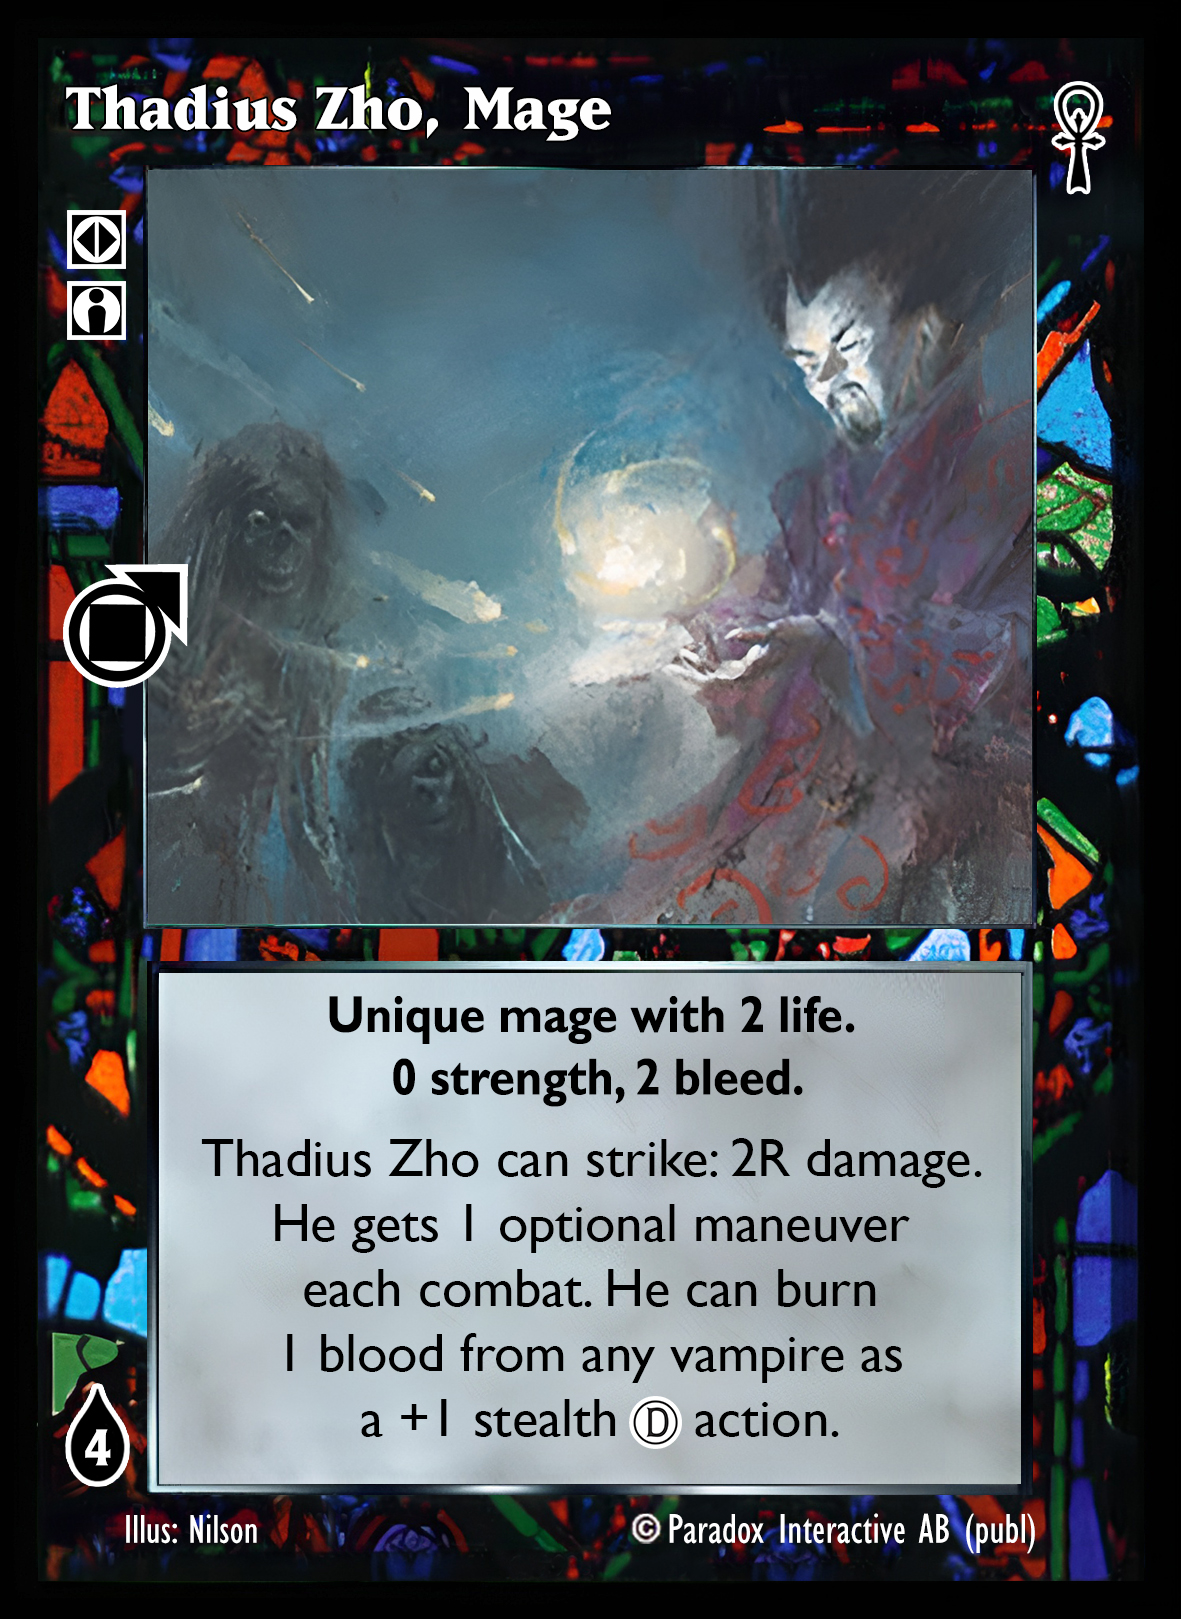 Thadius Zho, Mage
Unique mage with 2 life.
0 strength, 2 bleed.
Thadius Zho can strike: 2R damage.
He gets 1 optional maneuver
each combat. He can burn
1 blood from any vampire as
a +1 stealth Ⓓ action.
4
Illus: Nilson
© Paradox Interactive AB (publ)